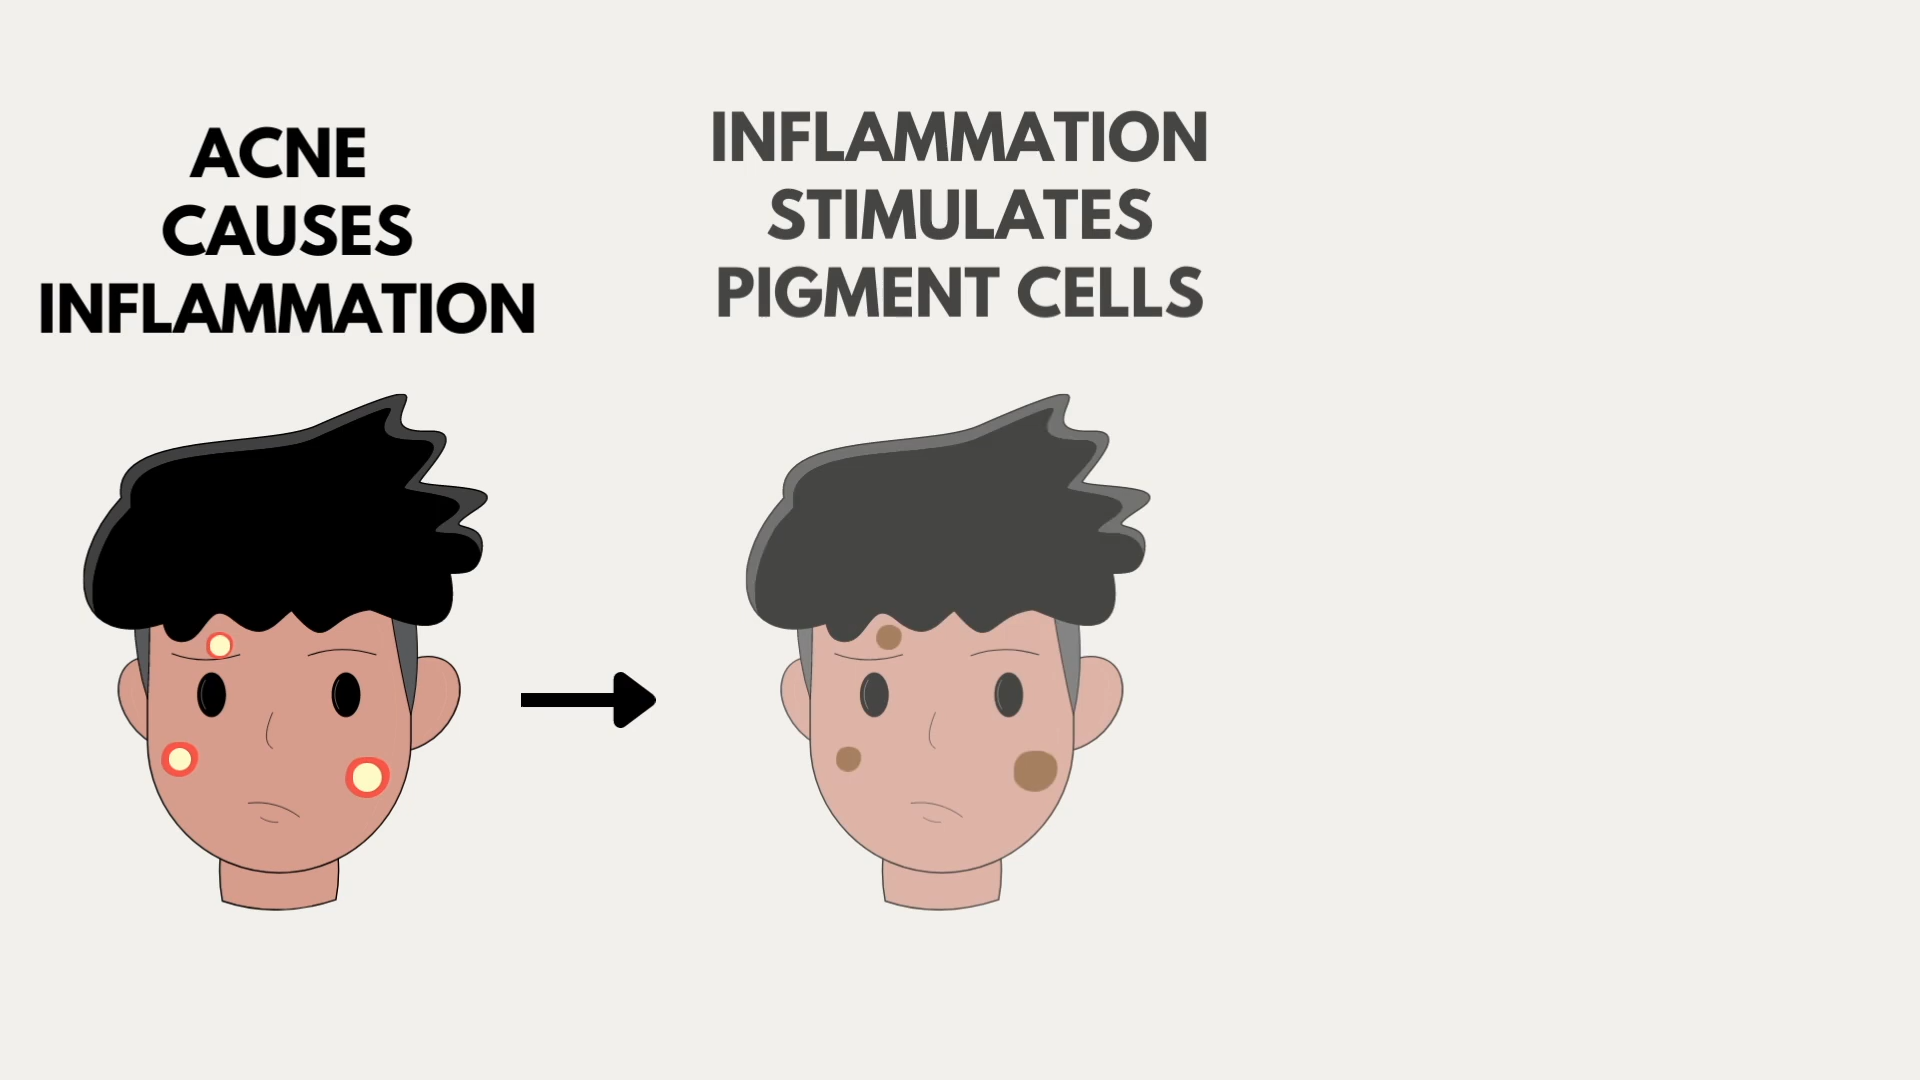 ACNE
CAUSES
INFLAMMATION
INFLAMMATION
STIMULATES
PIGMENT CELLS